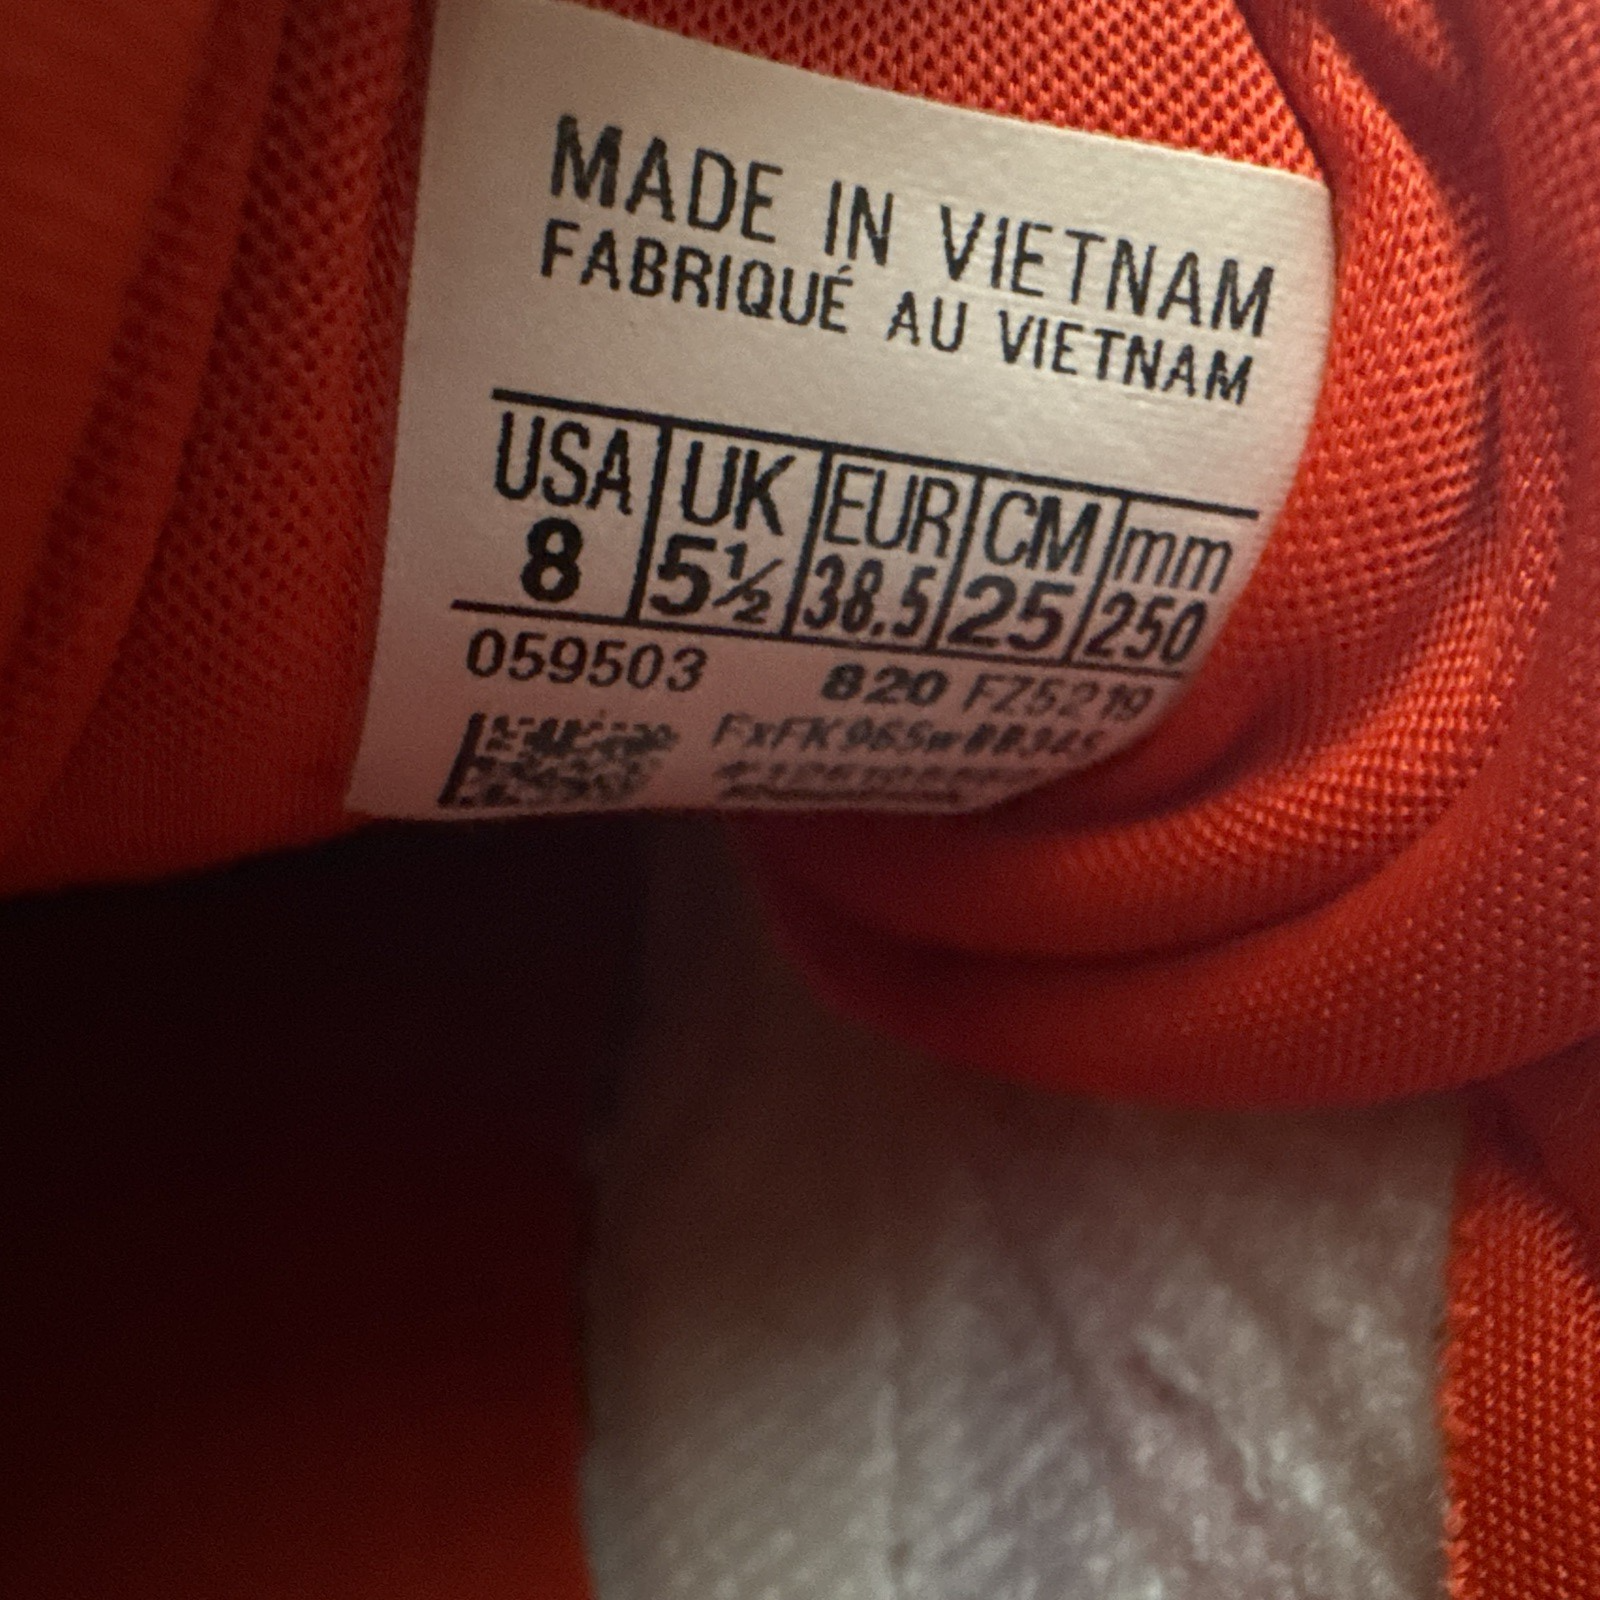 MADE IN VIETNAM
FABRIQUÉ AU VIETNAM
USA UK EUR CM mm
8 5½ 38.5 25 250
059503 820 FZ5219